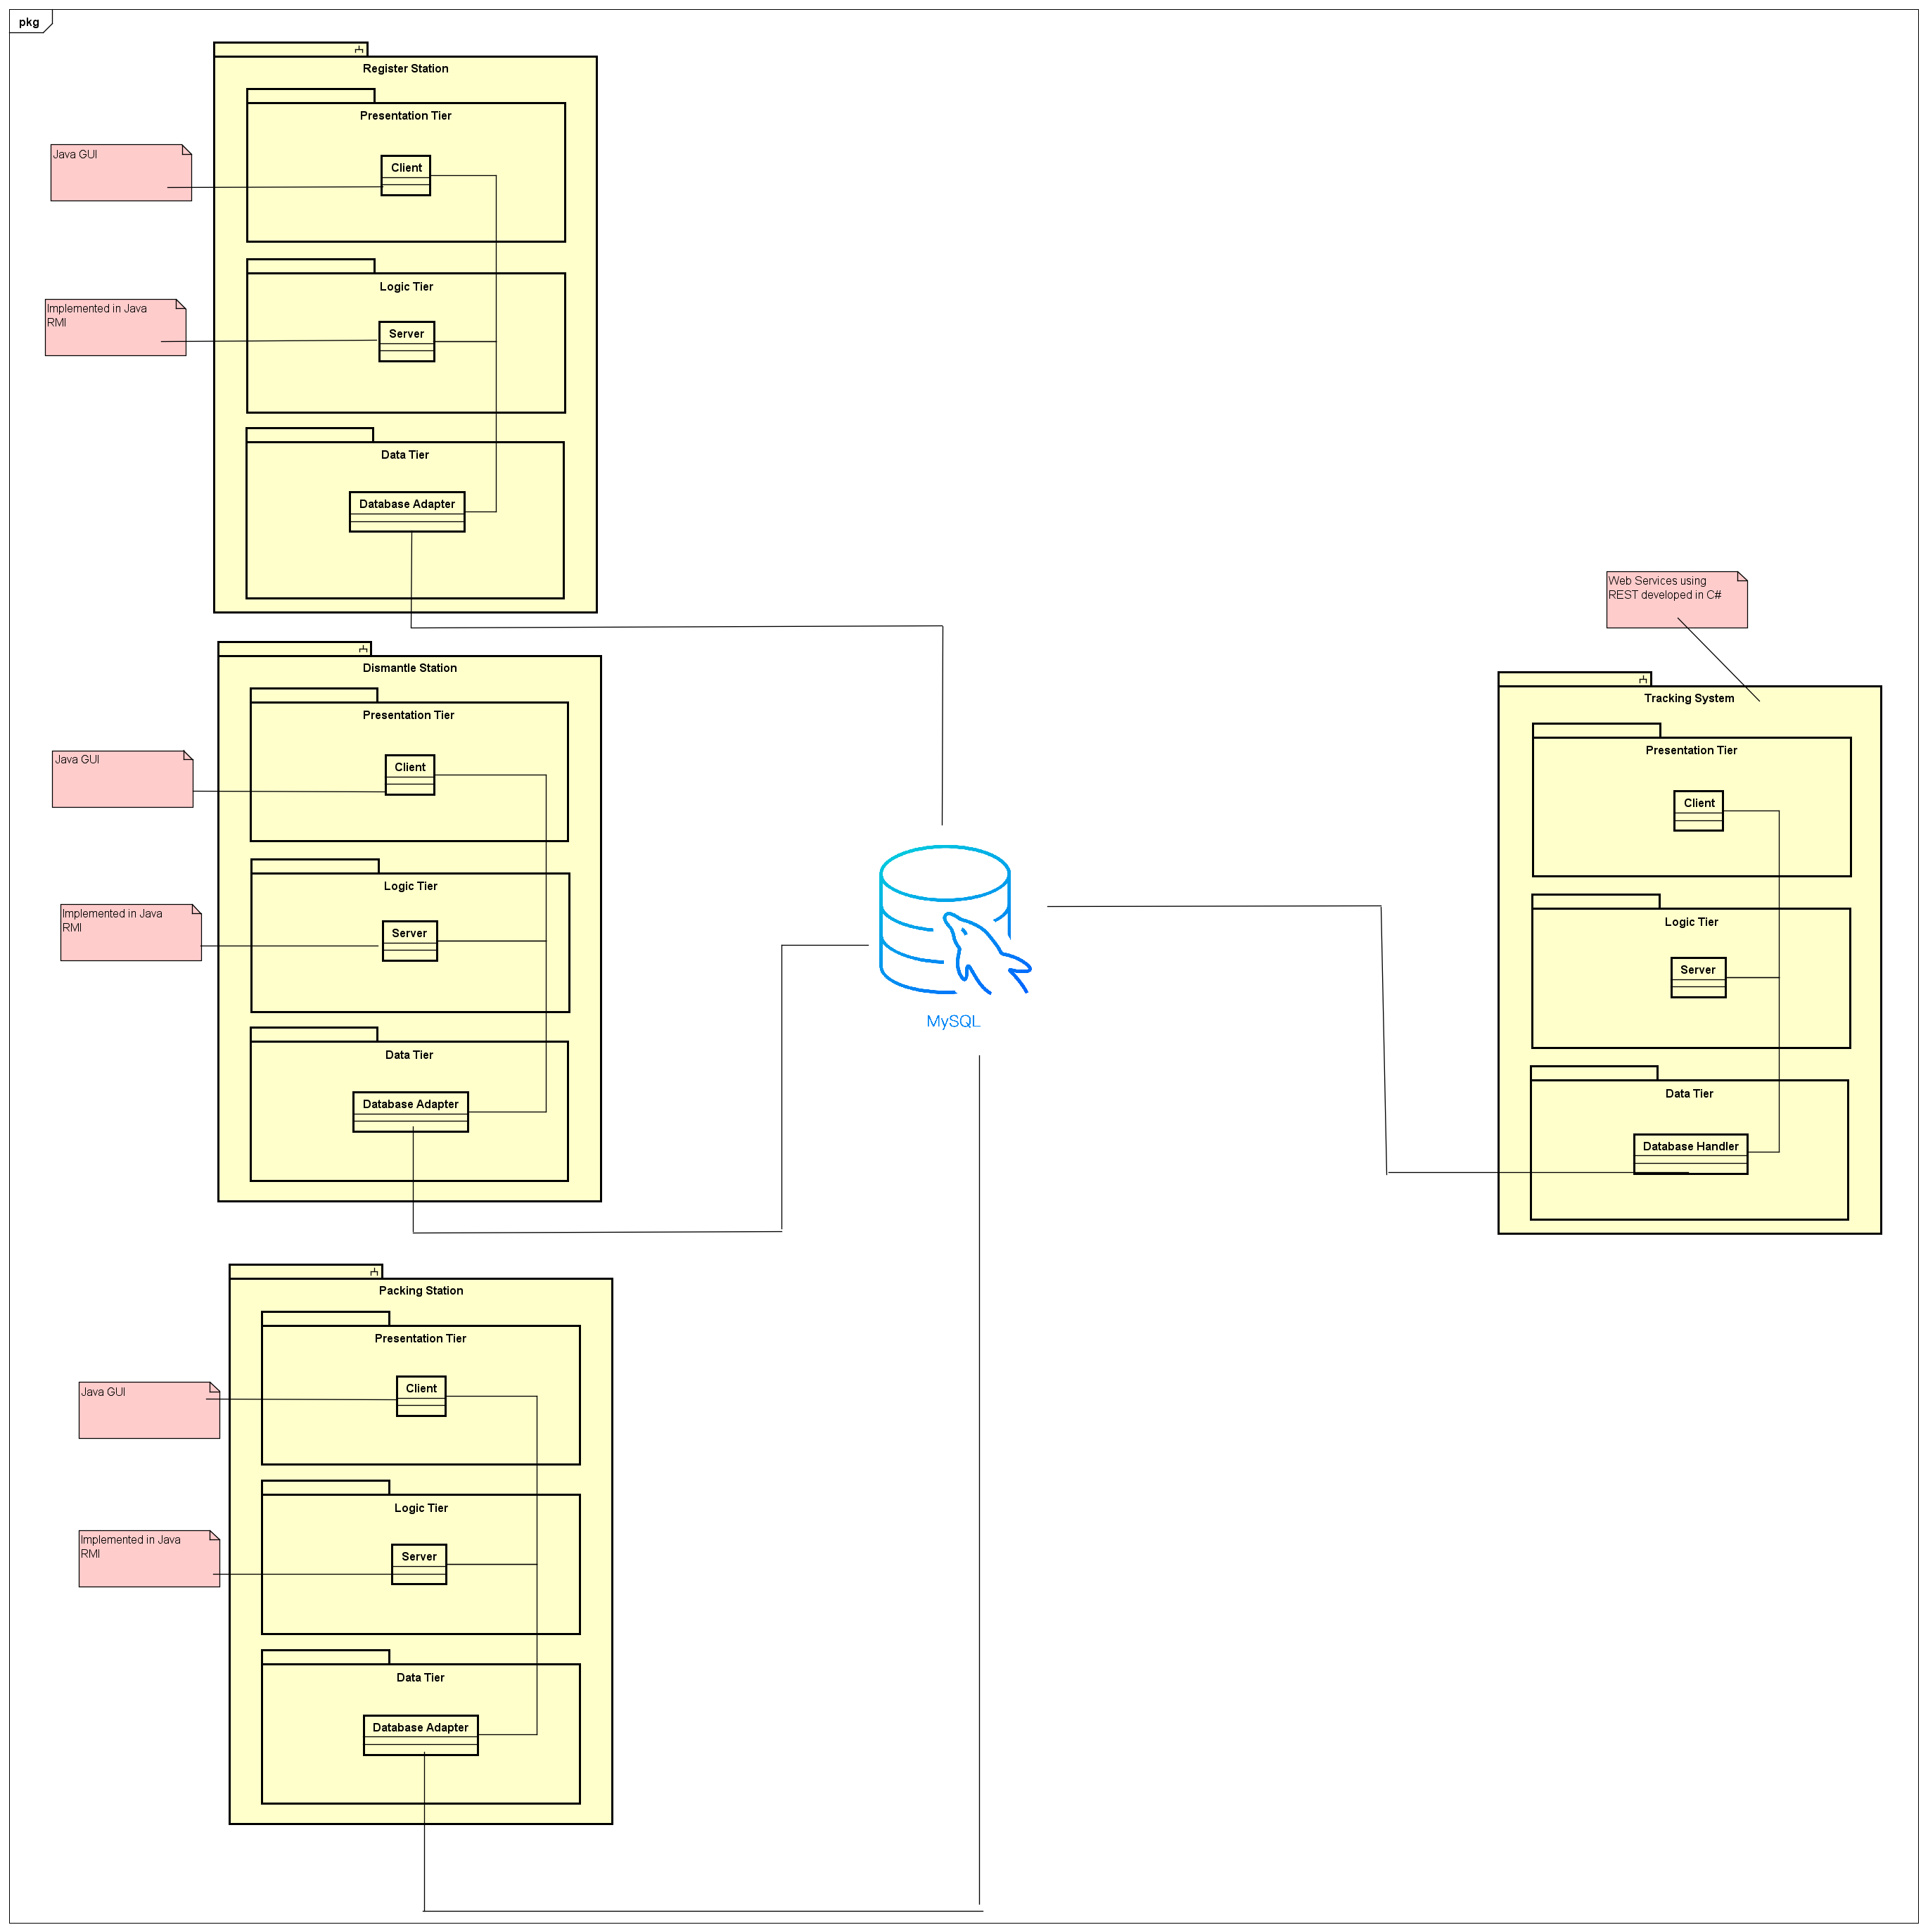 pkg
Register Station
Presentation Tier
Java GUI
Client
Logic Tier
Implemented in Java
RMI
Server
Data Tier
Database Adapter
Dismantle Station
Presentation Tier
Java GUI
Client
Logic Tier
Implemented in Java
RMI
Server
Data Tier
Database Adapter
Packing Station
Presentation Tier
Java GUI
Client
Logic Tier
Implemented in Java
RMI
Server
Data Tier
Database Adapter
MySQL
Web Services using
REST developed in C#
Tracking System
Presentation Tier
Client
Logic Tier
Server
Data Tier
Database Handler